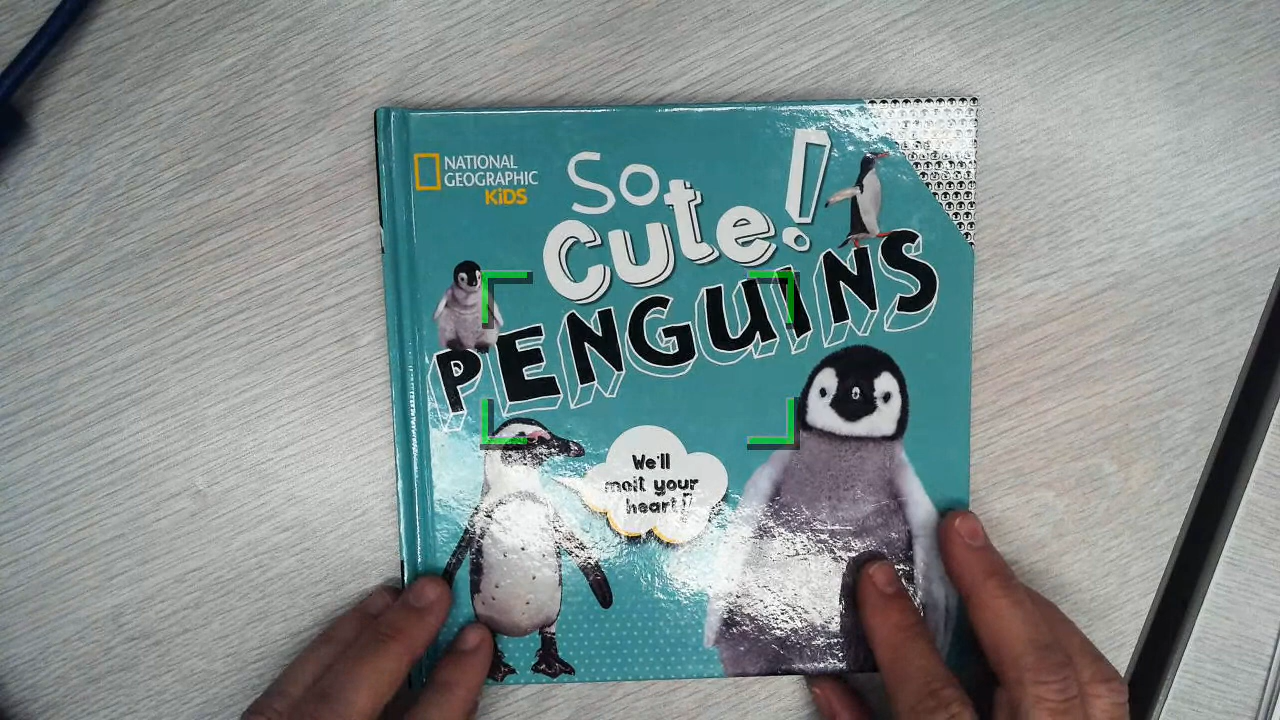 NATIONAL
GEOGRAPHIC
KiDS
So
Cute!
PENGUINS
We'll
melt your
heart!